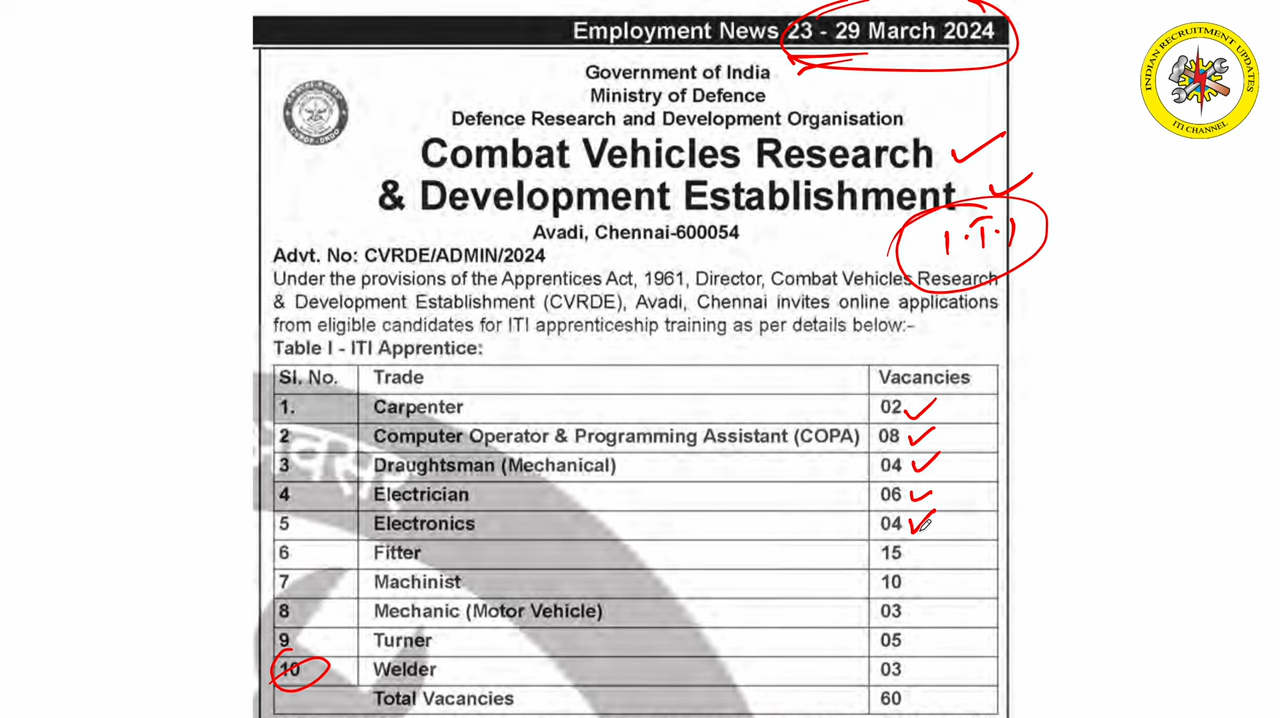 Employment News 23 - 29 March 2024
Government of India
Ministry of Defence
Defence Research and Development Organisation
Combat Vehicles Research
& Development Establishment
I.T.I
Avadi, Chennai-600054
Advt. No: CVRDE/ADMIN/2024
Under the provisions of the Apprentices Act, 1961, Director, Combat Vehicles Research
& Development Establishment (CVRDE), Avadi, Chennai invites online applications
from eligible candidates for ITI apprenticeship training as per details below:-
Table I - ITI Apprentice:
Sl. No. Trade Vacancies
1. Carpenter 02
2 Computer Operator & Programming Assistant (COPA) 08
3 Draughtsman (Mechanical) 04
4 Electrician 06
5 Electronics 04
6 Fitter 15
7 Machinist 10
8 Mechanic (Motor Vehicle) 03
9 Turner 05
10 Welder 03
Total Vacancies 60
INDIAN RECRUITMENT UPDATES
ITI CHANNEL